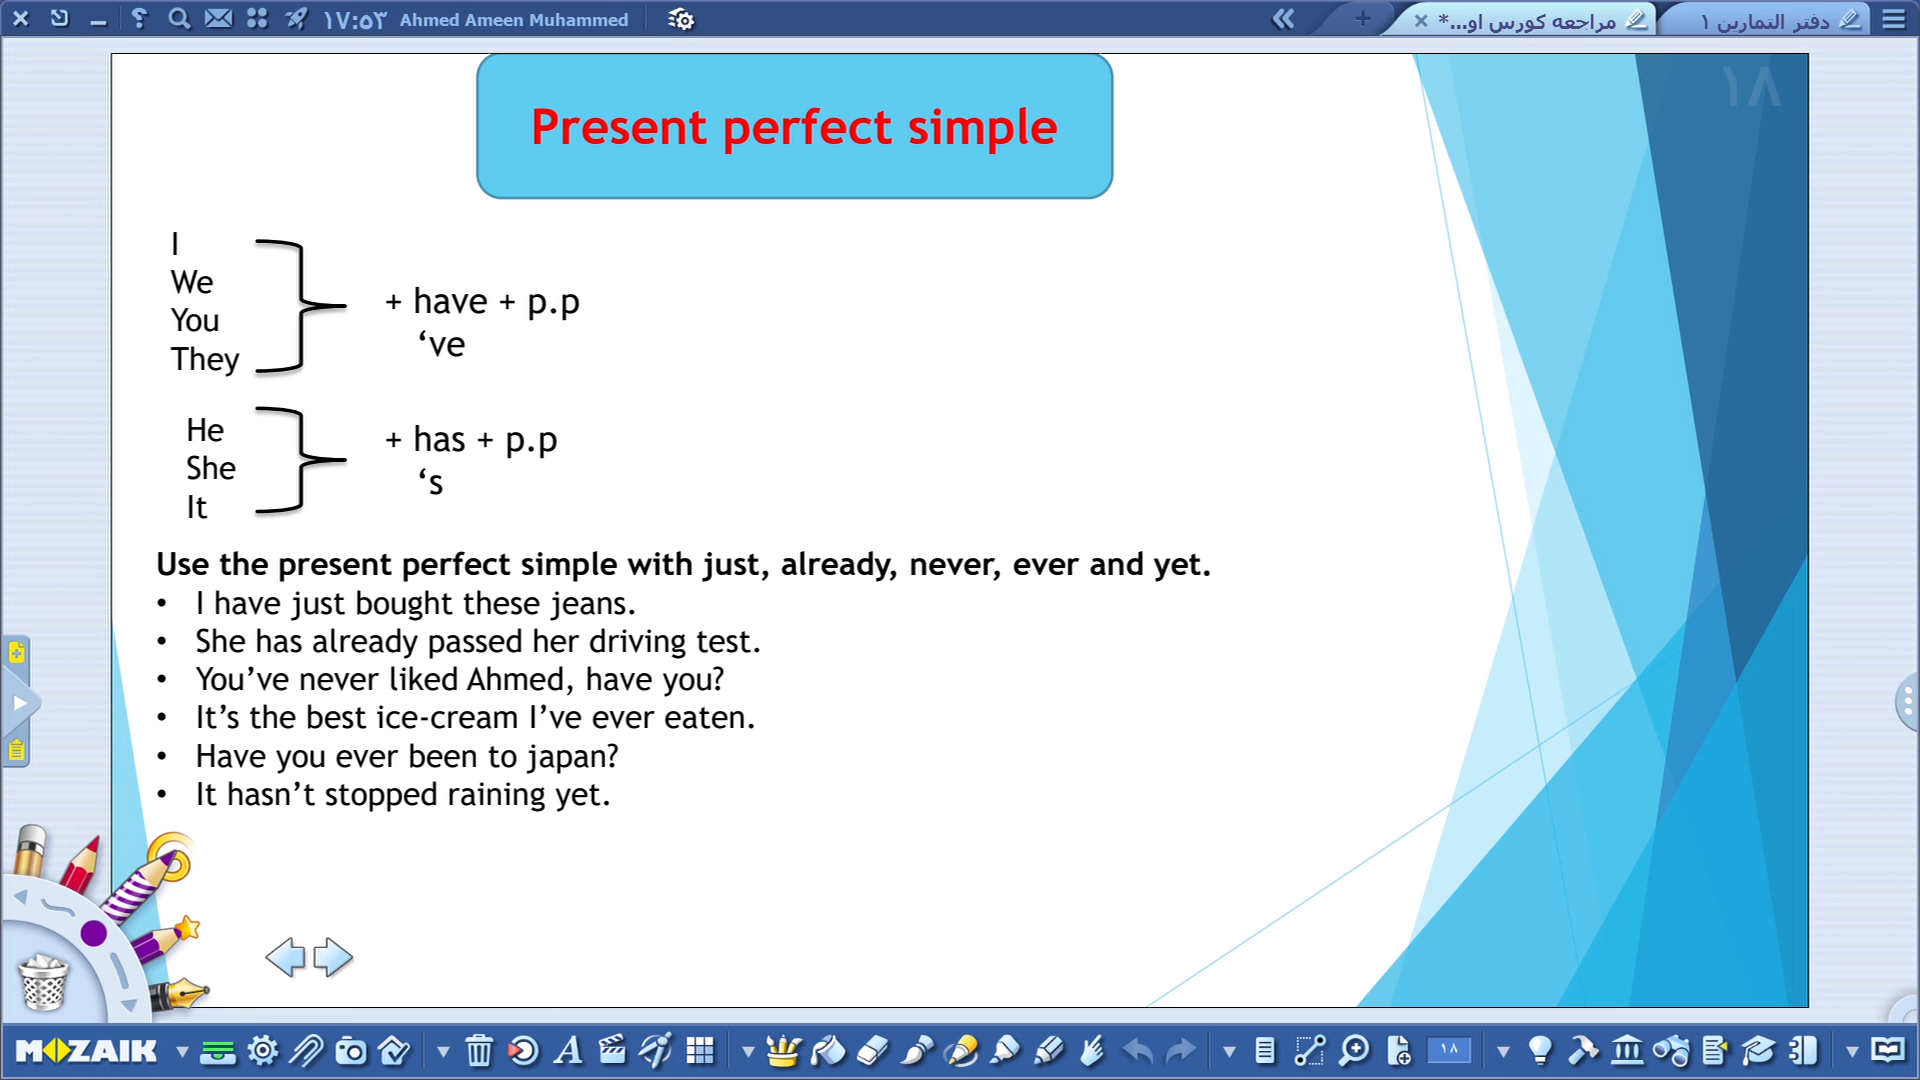 ١٧:٥٣ Ahmed Ameen Muhammed
مراجعه كورس او...*
دفتر التمارين ١
١٨
Present perfect simple
I
We
You
They
+ have + p.p
‘ve
He
She
It
+ has + p.p
‘s
Use the present perfect simple with just, already, never, ever and yet.
• I have just bought these jeans.
• She has already passed her driving test.
• You’ve never liked Ahmed, have you?
• It’s the best ice-cream I’ve ever eaten.
• Have you ever been to japan?
• It hasn’t stopped raining yet.
MOZAIK
١٨